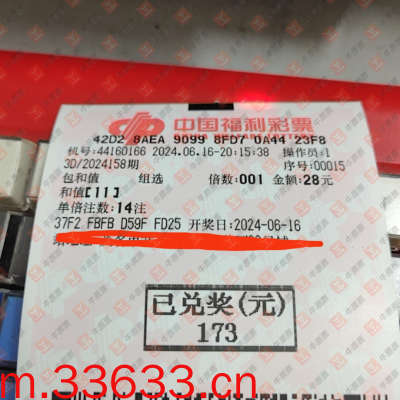 中国福利彩票
42D2 8AEA 9099 8FD7 0A44 23F8
机号:44160166 2024.06.16-20:15:38 操作员:1
3D/2024158期 序号:00015
包和值 组选 倍数:001 金额:28元
和值[11]
单倍注数:14注
37F2 FBFB D59F FD25 开奖日:2024-06-16
已兑奖(元)
173
m.33633.cn